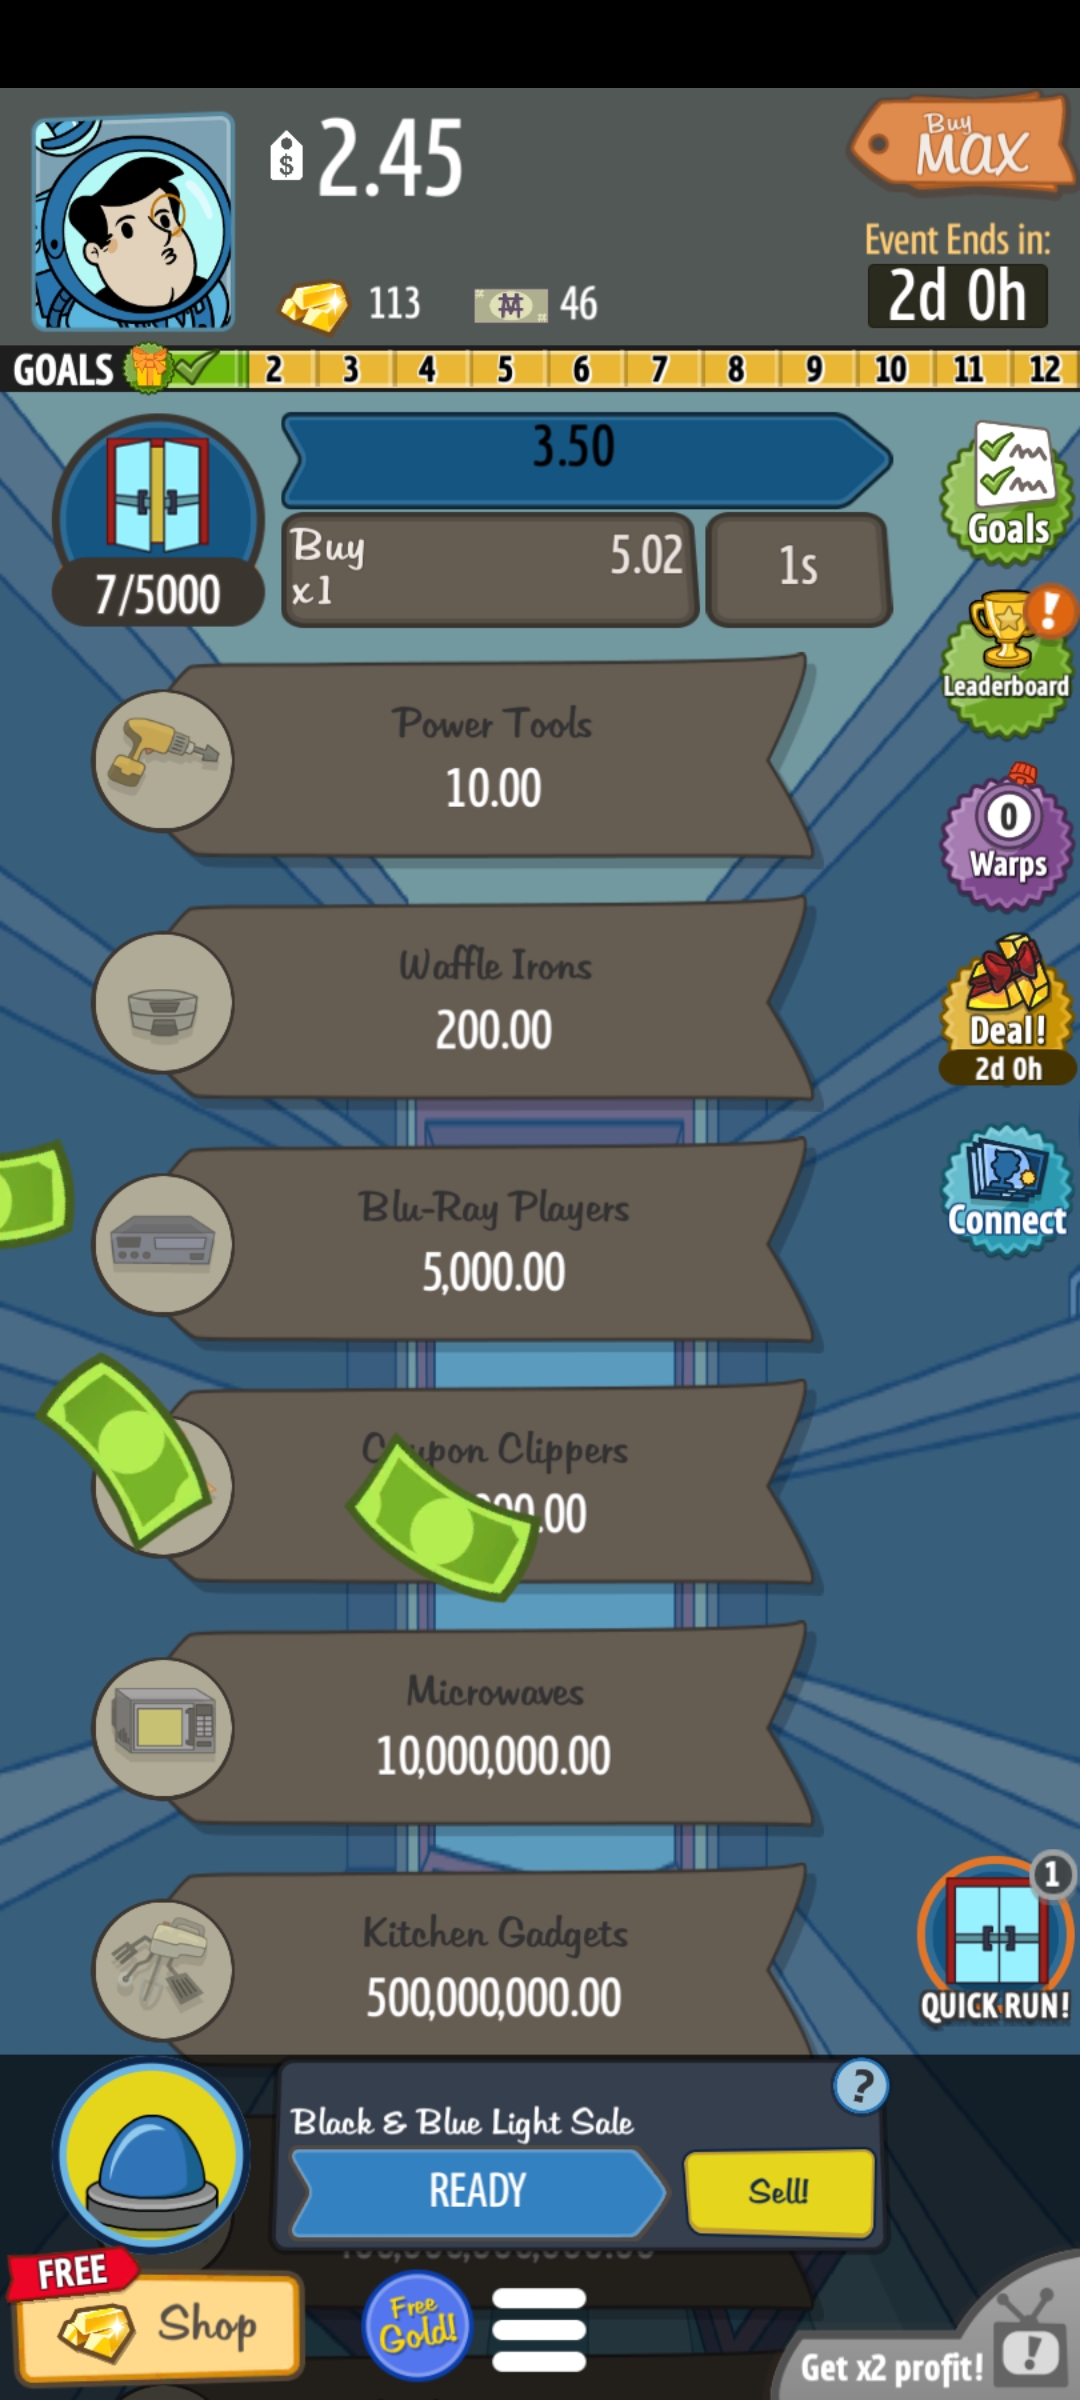 $ 2.45
Buy
MAX
Event Ends in:
2d 0h
113
46
GOALS 2 3 4 5 6 7 8 9 10 11 12
3.50
7/5000
Buy
x1
5.02
1s
Goals
Leaderboard
Power Tools
10.00
0
Warps
Waffle Irons
200.00
Deal!
2d 0h
Blu-Ray Players
5,000.00
Connect
Clippers
Microwaves
10,000,000.00
Kitchen Gadgets
500,000,000.00
1
QUICK RUN!
?
Black & Blue Light Sale
READY
Sell!
FREE
Shop
Free
Gold!
Get x2 profit!
!